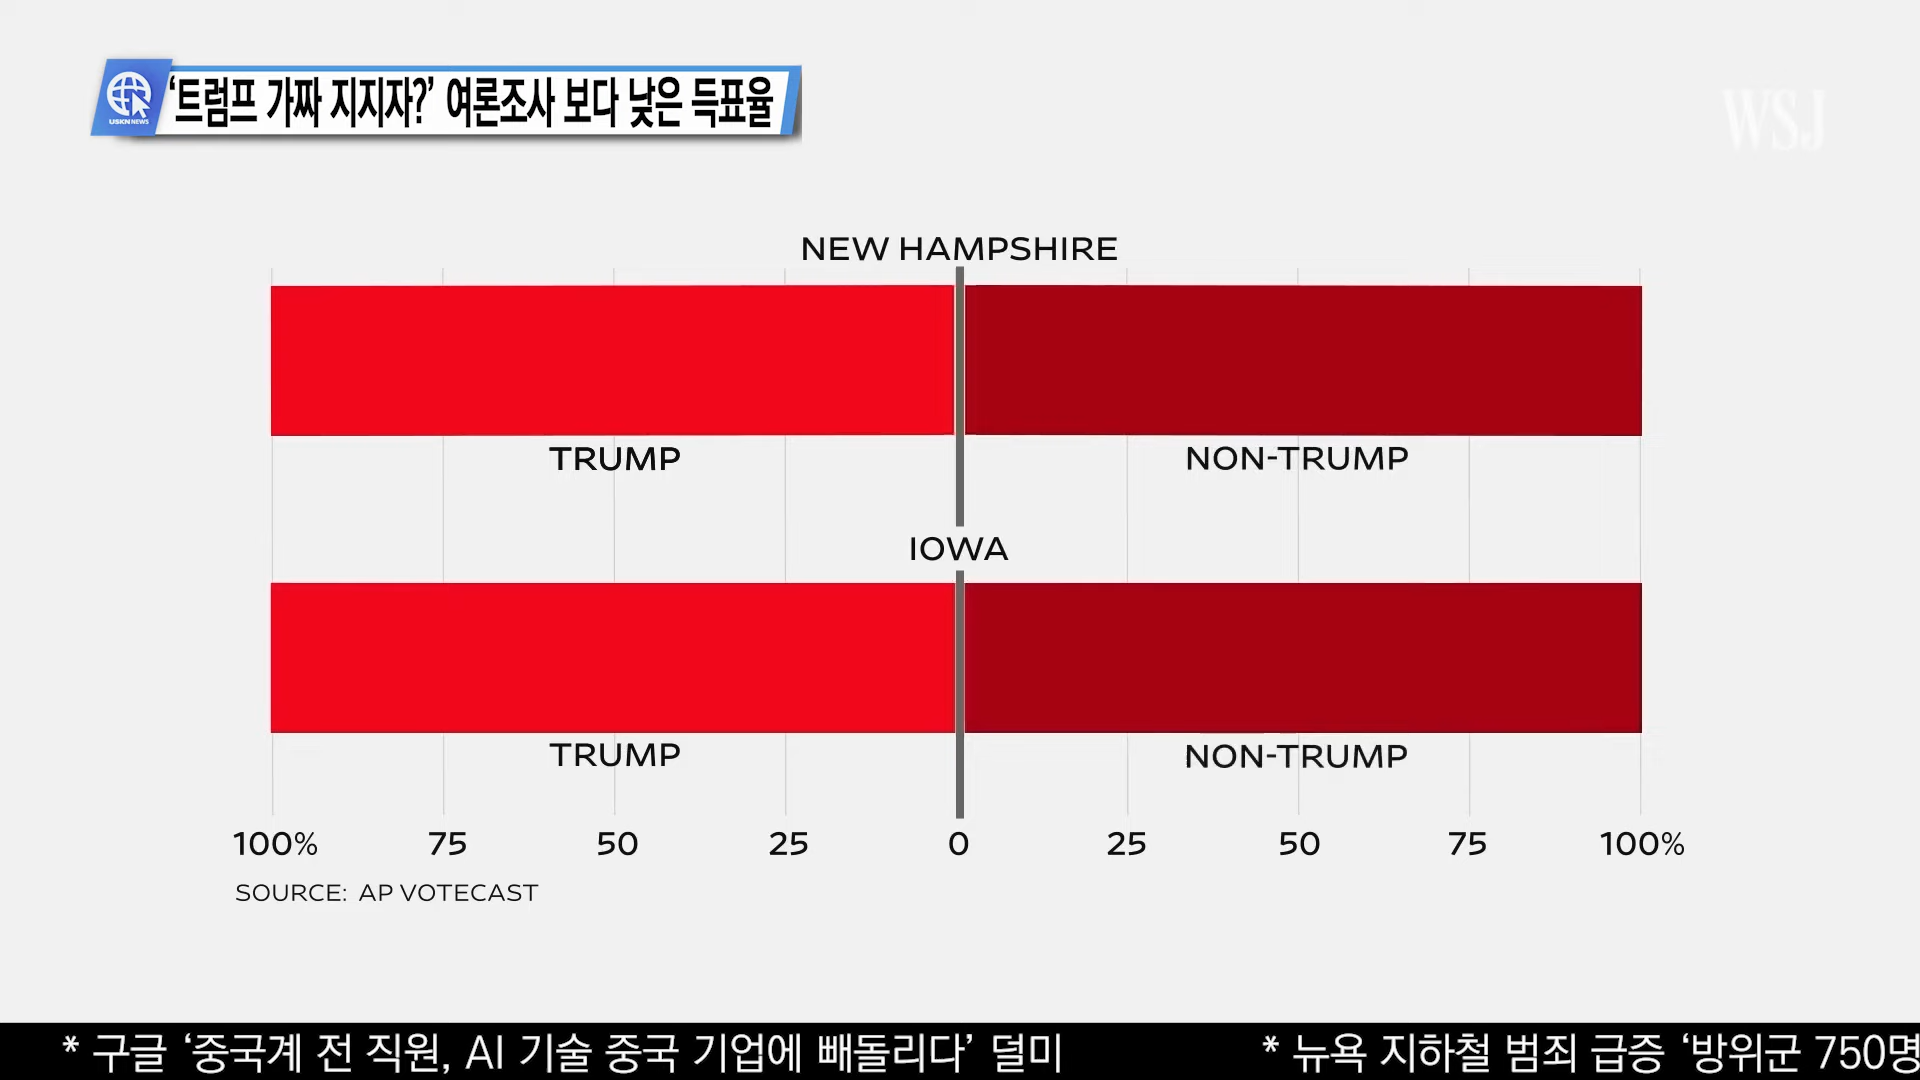 ‘트럼프 가짜 지지자?’ 여론조사 보다 낮은 득표율
USKN NEWS
WSJ
NEW HAMPSHIRE
TRUMP NON-TRUMP
IOWA
TRUMP NON-TRUMP
100% 75 50 25 0 25 50 75 100%
SOURCE: AP VOTECAST
* 구글 ‘중국계 전 직원, AI 기술 중국 기업에 빼돌리다’ 덜미 * 뉴욕 지하철 범죄 급증 ‘방위군 750명